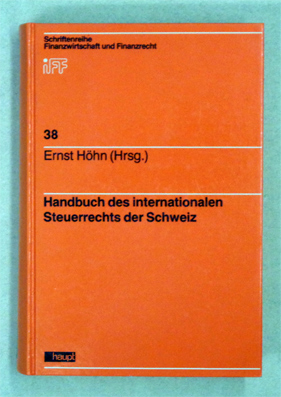 Schriftenreihe
Finanzwirtschaft und Finanzrecht
iFF
38
Ernst Höhn (Hrsg.)
Handbuch des internationalen
Steuerrechts der Schweiz
haupt